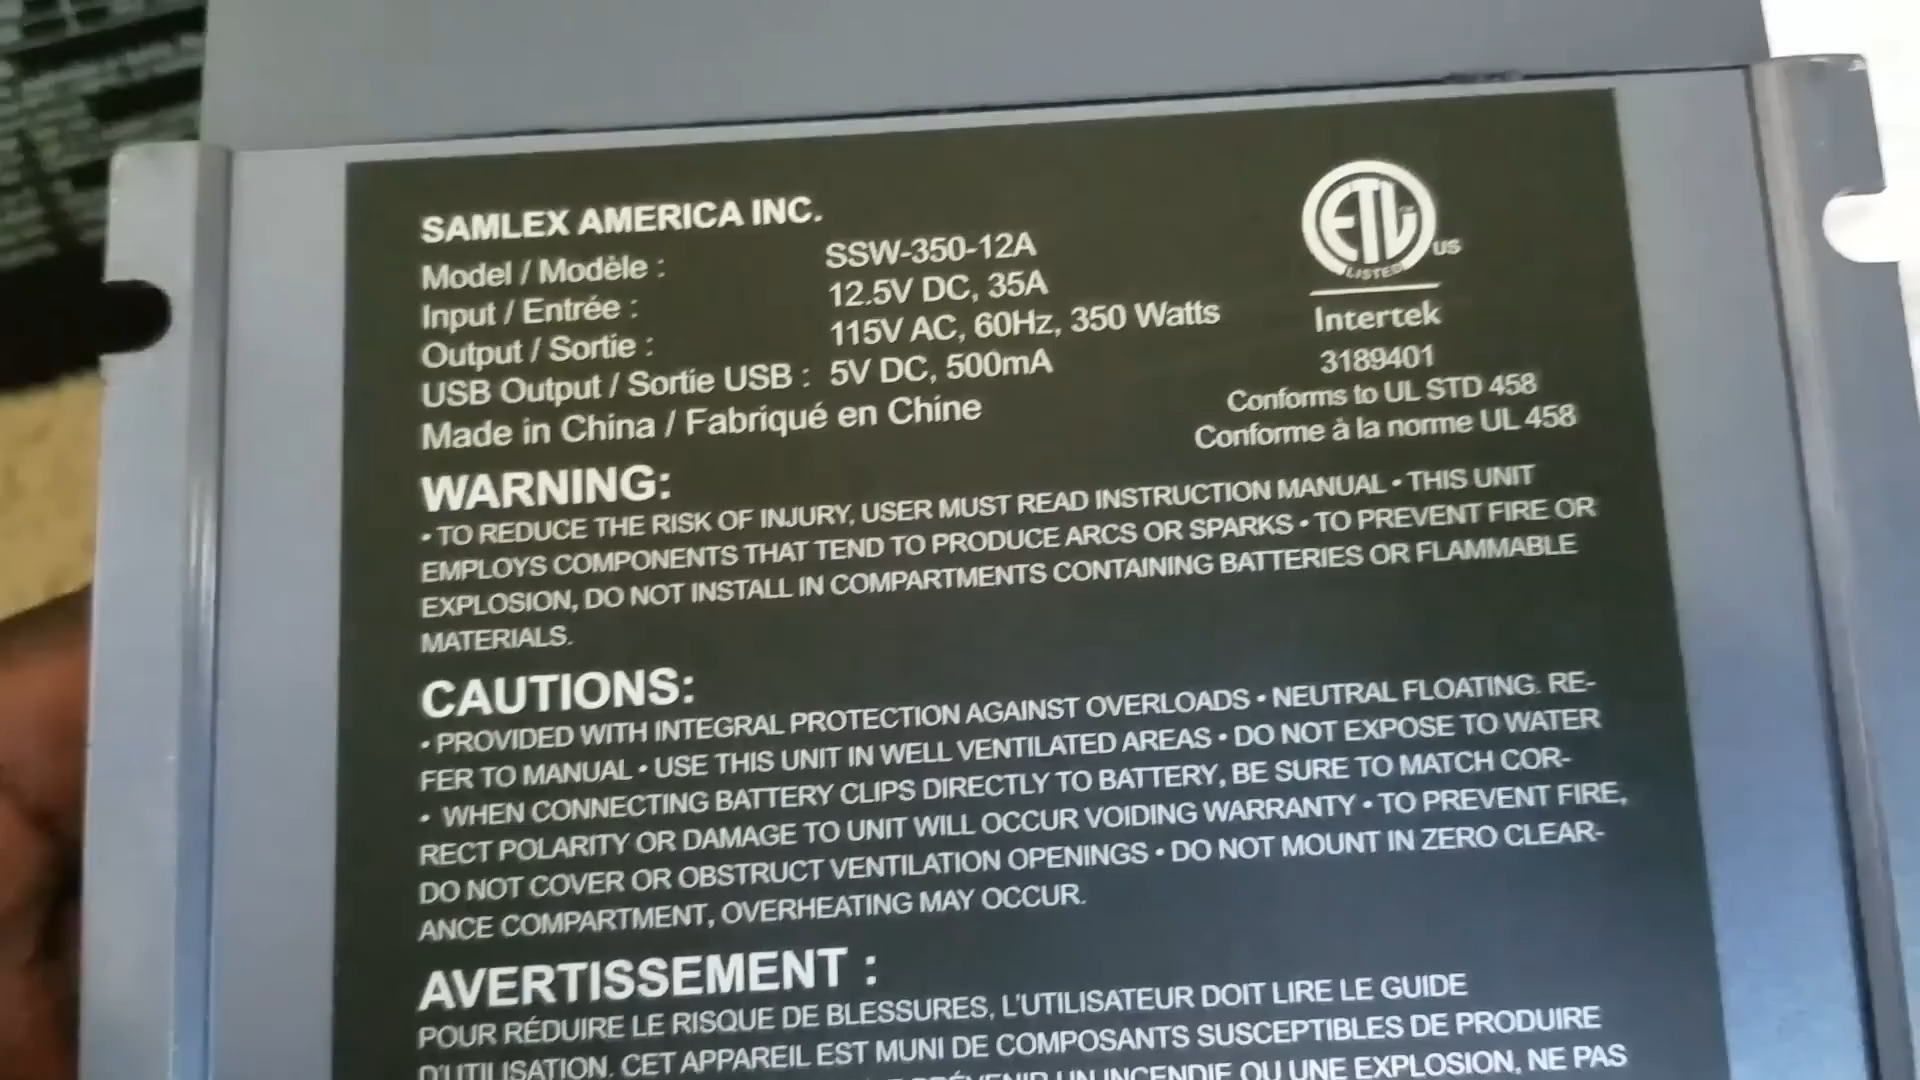 SAMLEX AMERICA INC.
Model / Modèle : SSW-350-12A
Input / Entrée : 12.5V DC, 35A
Output / Sortie : 115V AC, 60Hz, 350 Watts
USB Output / Sortie USB : 5V DC, 500mA
Made in China / Fabriqué en Chine
ETL
LISTED
US
Intertek
3189401
Conforms to UL STD 458
Conforme à la norme UL 458
WARNING:
• TO REDUCE THE RISK OF INJURY, USER MUST READ INSTRUCTION MANUAL • THIS UNIT
EMPLOYS COMPONENTS THAT TEND TO PRODUCE ARCS OR SPARKS • TO PREVENT FIRE OR
EXPLOSION, DO NOT INSTALL IN COMPARTMENTS CONTAINING BATTERIES OR FLAMMABLE
MATERIALS.
CAUTIONS:
• PROVIDED WITH INTEGRAL PROTECTION AGAINST OVERLOADS • NEUTRAL FLOATING. RE-
FER TO MANUAL • USE THIS UNIT IN WELL VENTILATED AREAS • DO NOT EXPOSE TO WATER
• WHEN CONNECTING BATTERY CLIPS DIRECTLY TO BATTERY, BE SURE TO MATCH COR-
RECT POLARITY OR DAMAGE TO UNIT WILL OCCUR VOIDING WARRANTY • TO PREVENT FIRE,
DO NOT COVER OR OBSTRUCT VENTILATION OPENINGS • DO NOT MOUNT IN ZERO CLEAR-
ANCE COMPARTMENT, OVERHEATING MAY OCCUR.
AVERTISSEMENT :
POUR RÉDUIRE LE RISQUE DE BLESSURES, L'UTILISATEUR DOIT LIRE LE GUIDE
D'UTILISATION. CET APPAREIL EST MUNI DE COMPOSANTS SUSCEPTIBLES DE PRODUIRE
PRÉVENIR UN INCENDIE OU UNE EXPLOSION, NE PAS